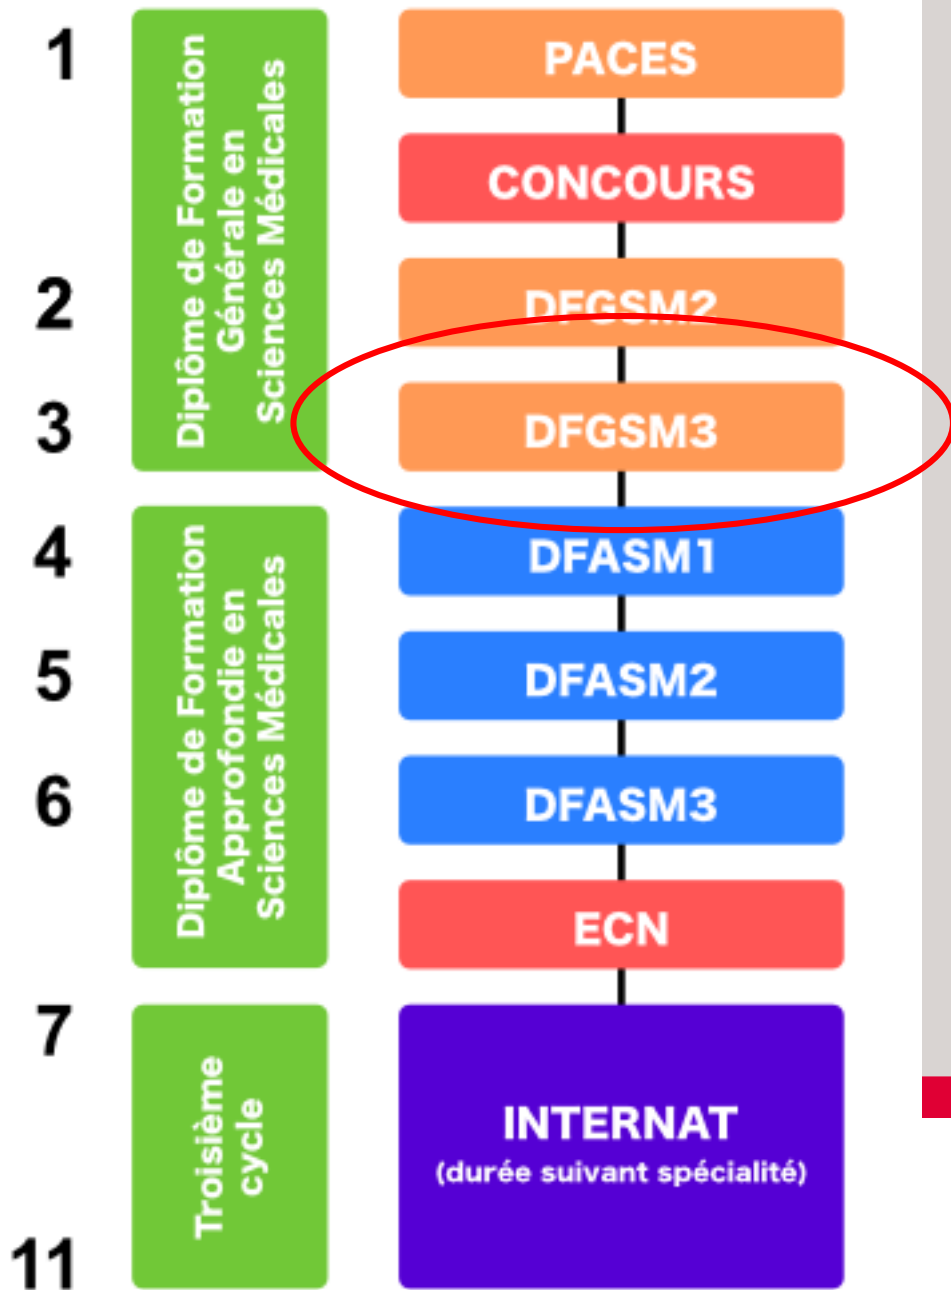 1
Diplôme de Formation
Générale en
Sciences Médicales
PACES
CONCOURS
2
DFGSM2
3
DFGSM3
4
Diplôme de Formation
Approfondie en
Sciences Médicales
DFASM1
5
DFASM2
6
DFASM3
ECN
7
Troisième
cycle
INTERNAT
(durée suivant spécialité)
11